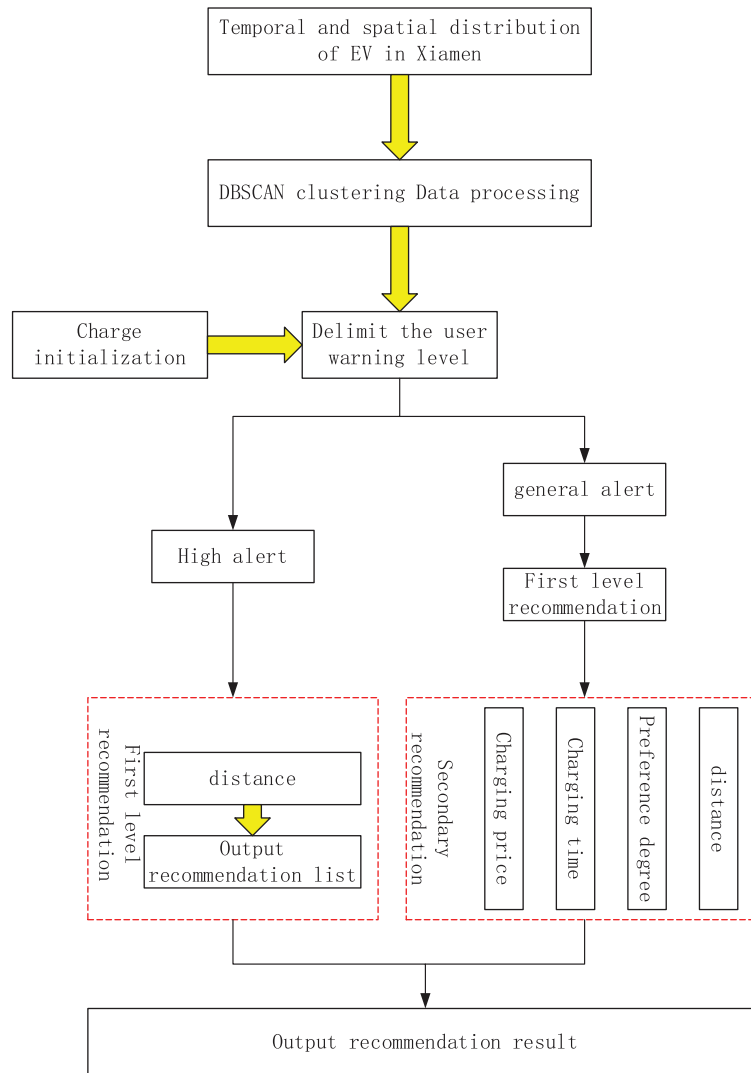 Temporal and spatial distribution
of EV in Xiamen
DBSCAN clustering Data processing
Charge
initialization
Delimit the user
warning level
general alert
High alert
First level
recommendation
First level
recommendation
distance
Output
recommendation list
Secondary
recommendation
Charging price
Charging time
Preference degree
distance
Output recommendation result